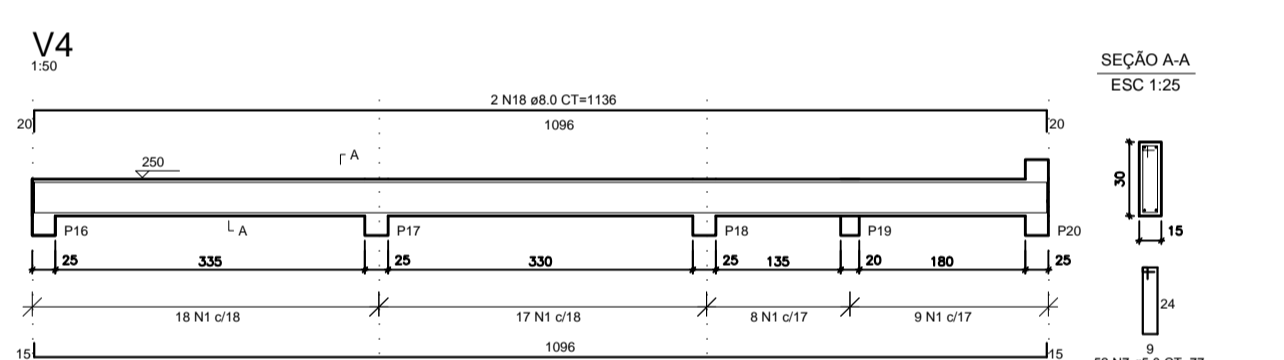 V4
1:50
SEÇÃO A-A
ESC 1:25
2 N18 ø8.0 CT=1136
20 1096 20
250
A
A
P16 P17 P18 P19 P20
25 335 25 330 25 135 20 180 25
18 N1 c/18 17 N1 c/18 8 N1 c/17 9 N1 c/17
15 1096 15
30
15
24
9